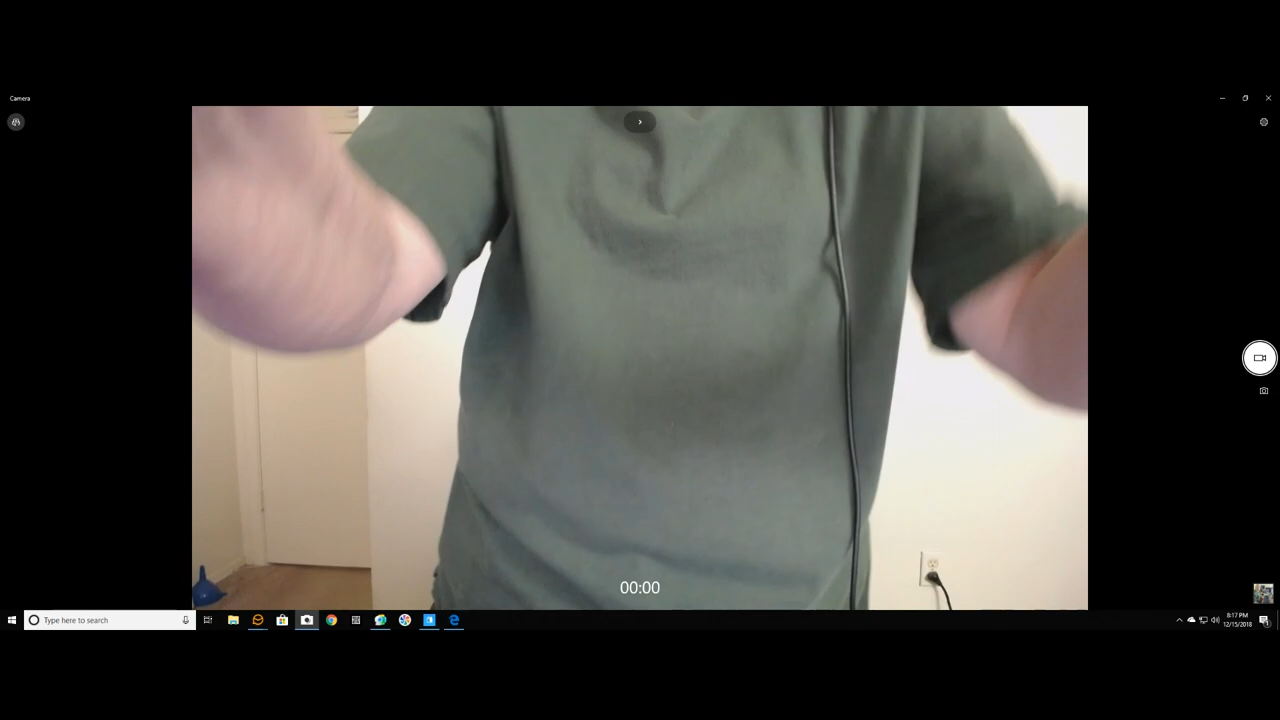 Camera
00:00
Type here to search
8:17 PM
12/15/2018